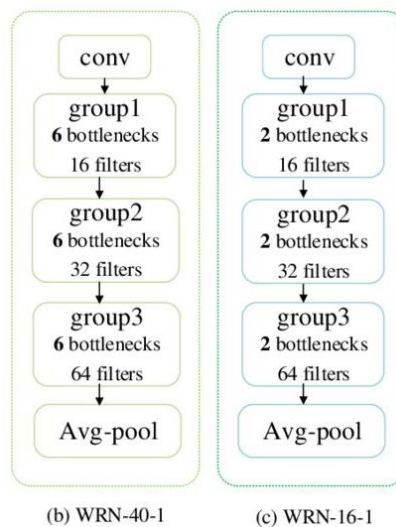 conv
group1
6 bottlenecks
16 filters
group2
6 bottlenecks
32 filters
group3
6 bottlenecks
64 filters
Avg-pool
(b) WRN-40-1
conv
group1
2 bottlenecks
16 filters
group2
2 bottlenecks
32 filters
group3
2 bottlenecks
64 filters
Avg-pool
(c) WRN-16-1